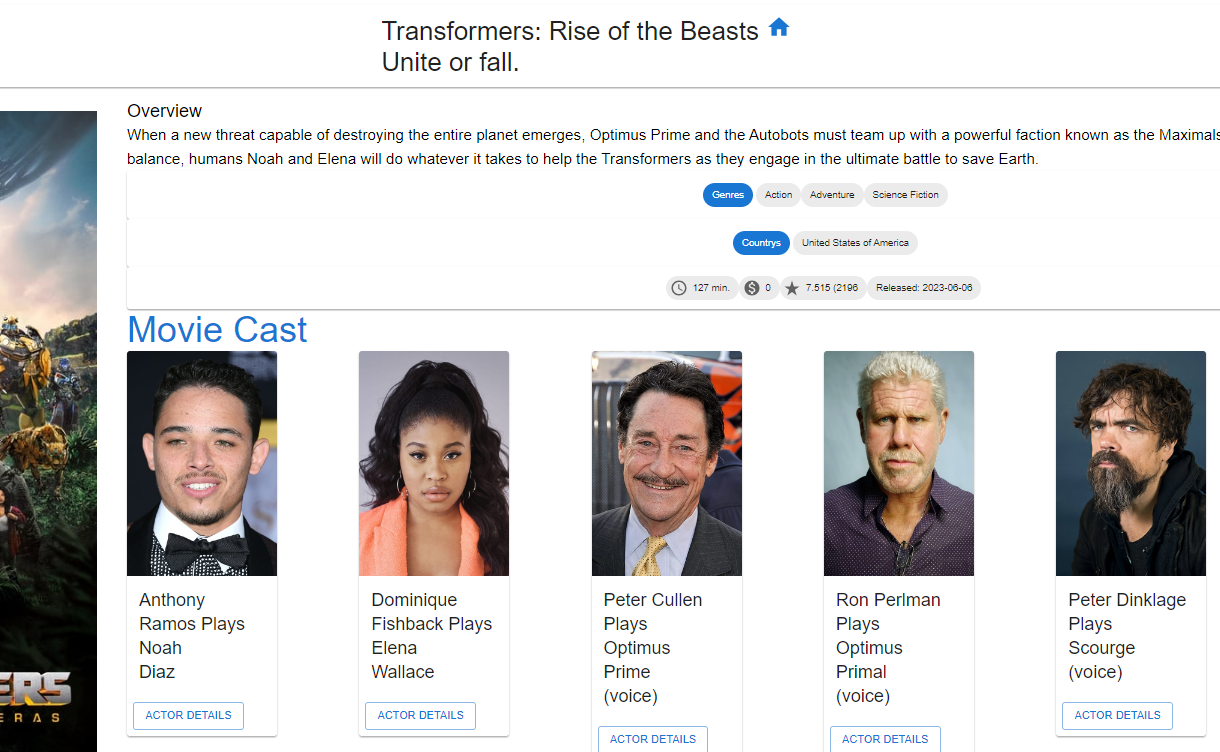 Transformers: Rise of the Beasts
Unite or fall.
Overview
When a new threat capable of destroying the entire planet emerges, Optimus Prime and the Autobots must team up with a powerful faction known as the Maximals
balance, humans Noah and Elena will do whatever it takes to help the Transformers as they engage in the ultimate battle to save Earth.
Genres Action Adventure Science Fiction
Countrys United States of America
127 min. 0 7.515 (2196 Released: 2023-06-06
Movie Cast
Anthony
Ramos Plays
Noah
Diaz
ACTOR DETAILS
Dominique
Fishback Plays
Elena
Wallace
ACTOR DETAILS
Peter Cullen
Plays
Optimus
Prime
(voice)
ACTOR DETAILS
Ron Perlman
Plays
Optimus
Primal
(voice)
ACTOR DETAILS
Peter Dinklage
Plays
Scourge
(voice)
ACTOR DETAILS
ERS
ERAS